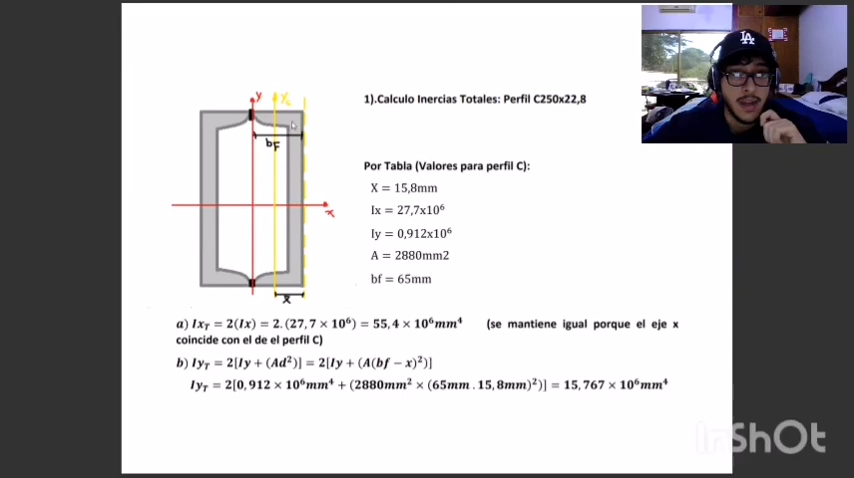 LA
1).Calculo Inercias Totales: Perfil C250x22,8
Y
Yc
bF
x
x
Por Tabla (Valores para perfil C):
X = 15,8mm
Ix = 27,7x10⁶
Iy = 0,912x10⁶
A = 2880mm2
bf = 65mm
a) Ix_T = 2(Ix) = 2. (27,7 × 10⁶) = 55,4 × 10⁶mm⁴ (se mantiene igual porque el eje x
coincide con el de el perfil C)
b) Iy_T = 2[Iy + (Ad²)] = 2[Iy + (A(bf − x)²)]
Iy_T = 2[0,912 × 10⁶mm⁴ + (2880mm² × (65mm . 15,8mm)²)] = 15,767 × 10⁶mm⁴
InShOt